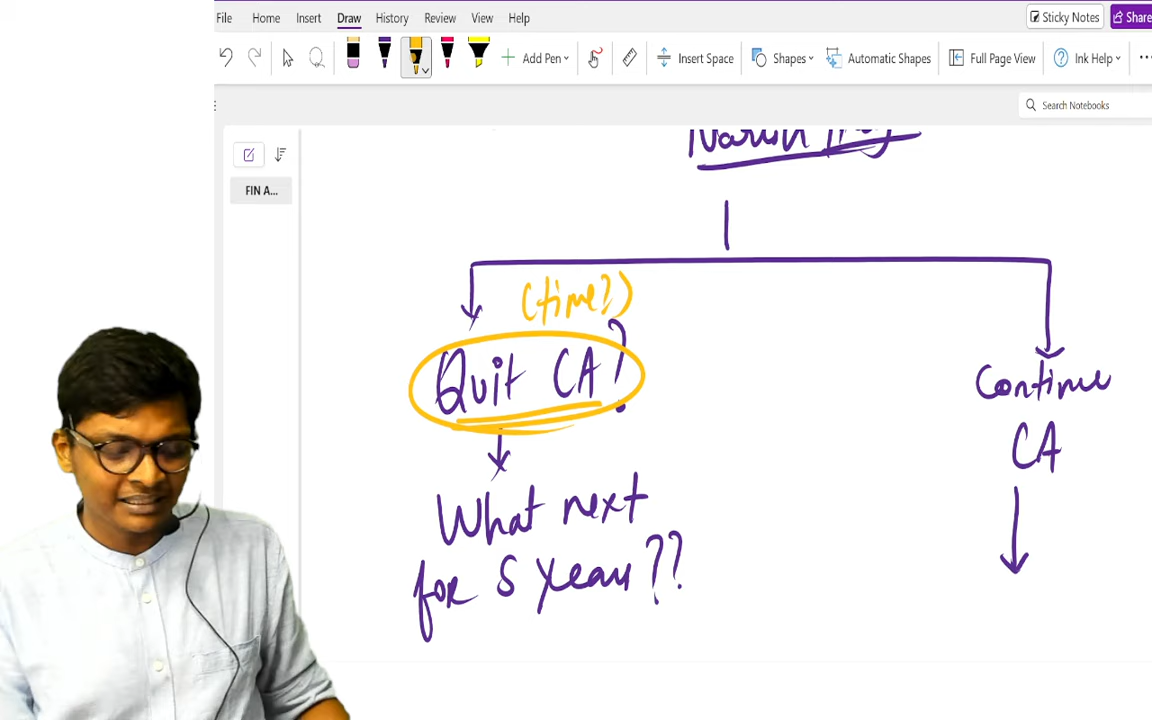 File Home Insert Draw History Review View Help Sticky Notes Share
Add Pen Insert Space Shapes Automatic Shapes Full Page View Ink Help
Search Notebooks
FIN A...
(time?)
Quit CA?
Continue
CA
What next
for 5 years??